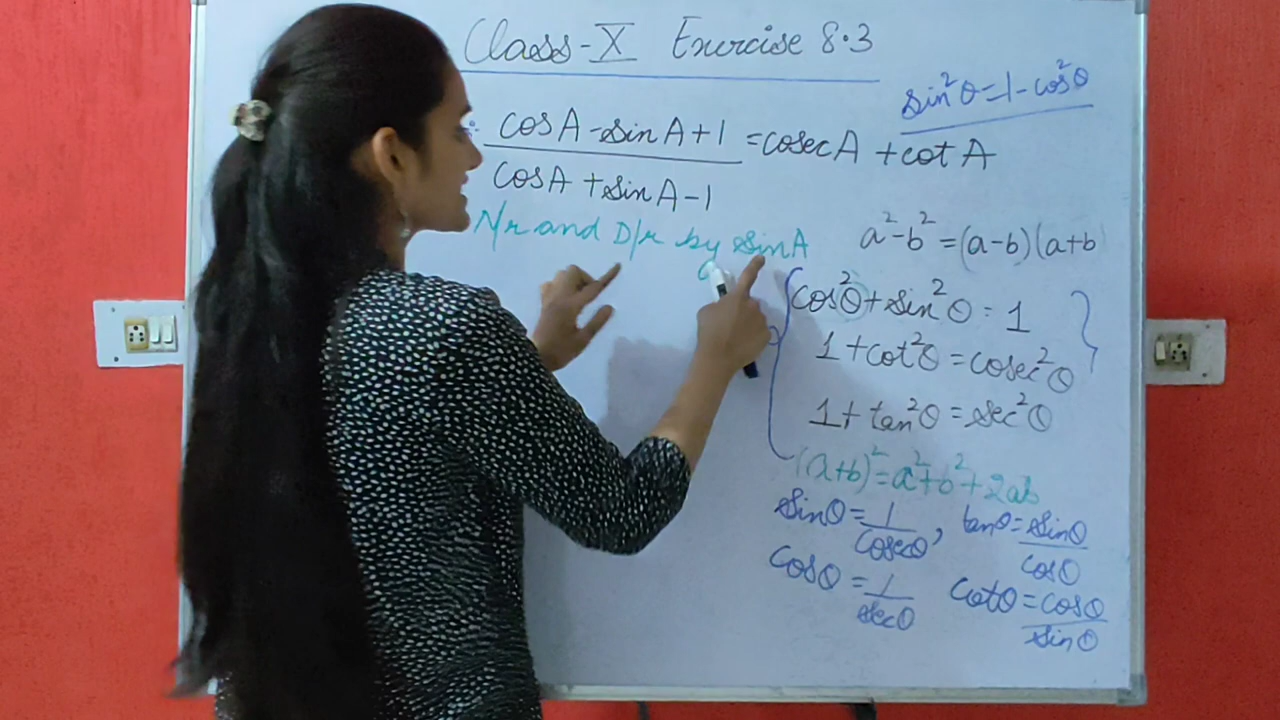 Class-X Exercise 8.3
sin²θ=1-cos²θ
: cosA-sinA+1 / cosA+sinA-1 =cosecA +cotA
N/r and D/r by sinA
a²-b²=(a-b)(a+b
cos²θ+sin²θ=1
1+cot²θ=cosec²θ
1+tan²θ=sec²θ
(a+b)²=a²+b²+2ab
sinθ=1/cosecθ, tanθ=sinθ/cosθ
cosθ=1/secθ cotθ=cosθ/sinθ